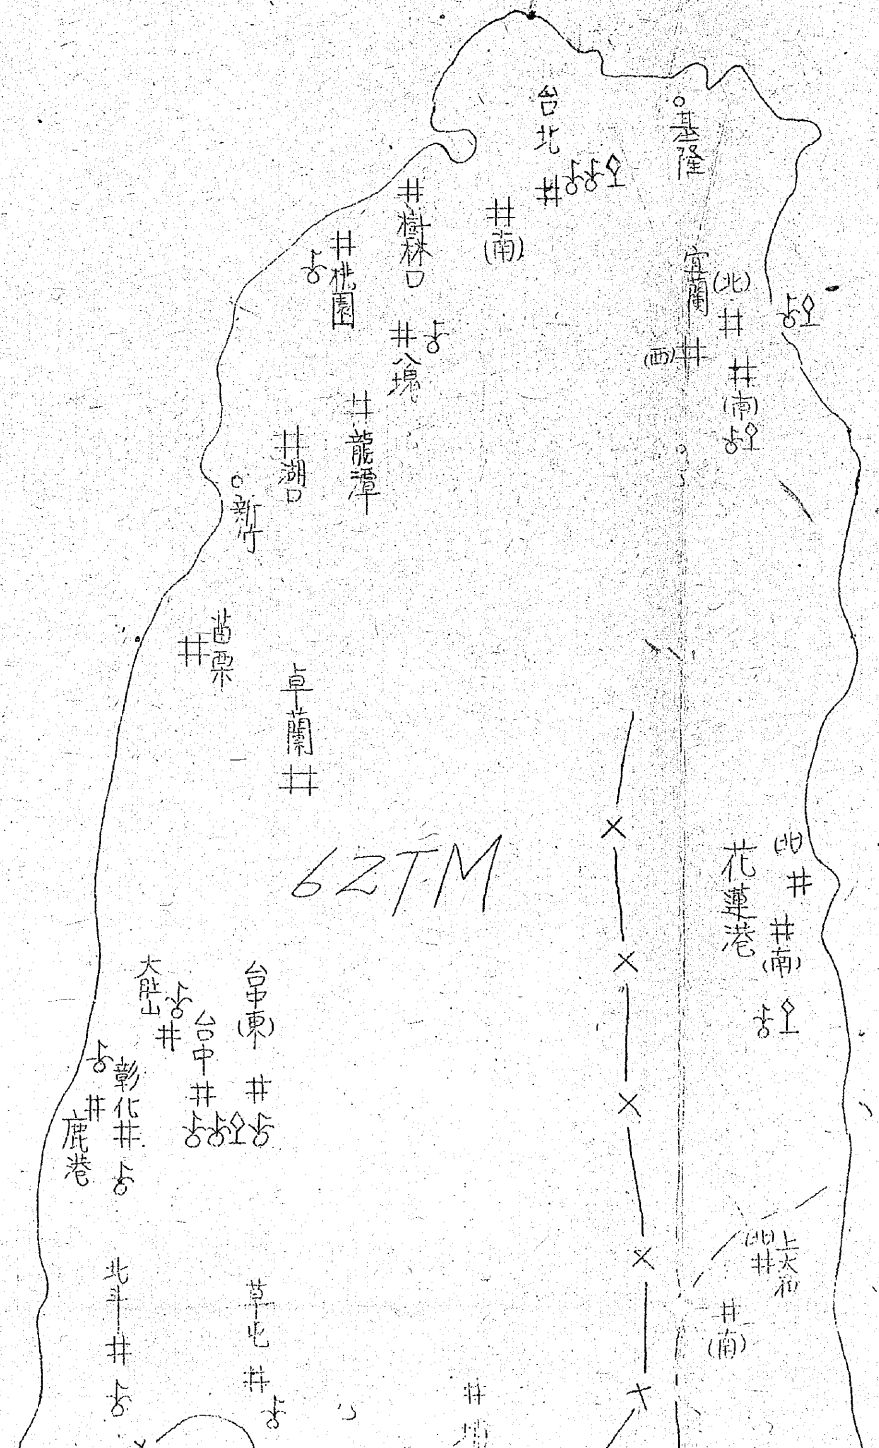 台北
基隆
(南)
樹林口
桃園
宜蘭
(北)
(西)
(南)
八塊
龍潭
湖口
新竹
苗栗
卓蘭
62TM
花蓮港
(北)
(南)
大肚山
台中
台中(東)
彰化
鹿港
上大和
(北)
(南)
北斗
草屯
埔